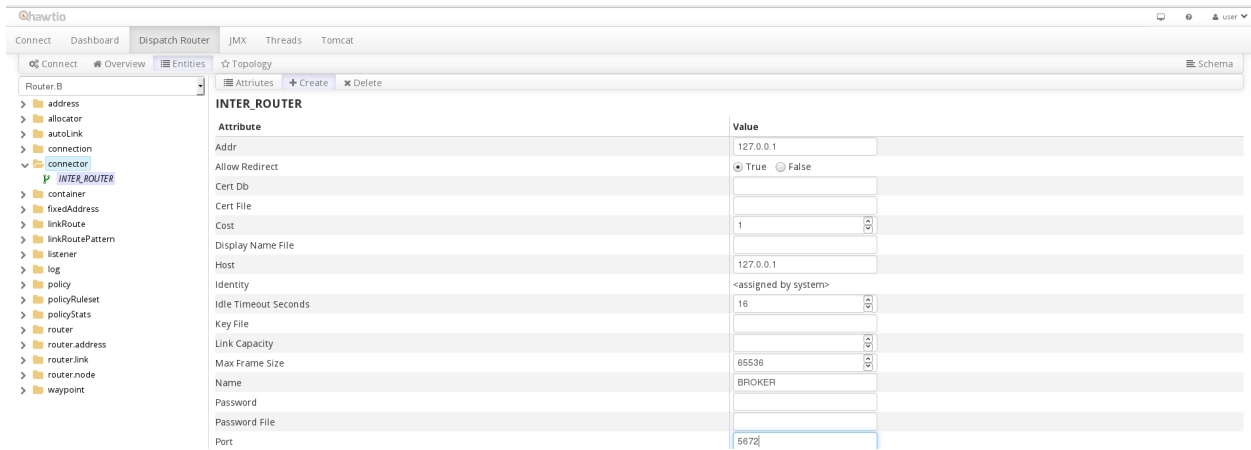 hawtio
user
Connect Dashboard Dispatch Router JMX Threads Tomcat
Connect Overview Entities Topology Schema
Router.B
Attriutes Create Delete
address
allocator
autoLink
connection
connector
INTER_ROUTER
container
fixedAddress
linkRoute
linkRoutePattern
listener
log
policy
policyRuleset
policyStats
router
router.address
router.link
router.node
waypoint
INTER_ROUTER
Attribute Value
Addr 127.0.0.1
Allow Redirect True False
Cert Db
Cert File
Cost 1
Display Name File
Host 127.0.0.1
Identity <assigned by system>
Idle Timeout Seconds 16
Key File
Link Capacity
Max Frame Size 65536
Name BROKER
Password
Password File
Port 5672